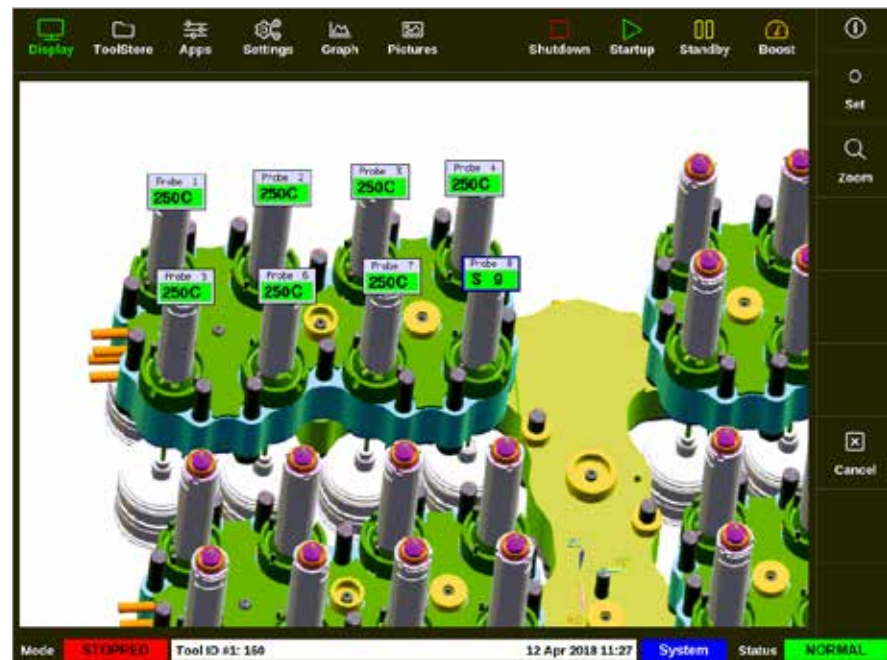 Display ToolStore Apps Settings Graph Pictures Shutdown Startup Standby Boost
Set
Zoom
Probe 1 Probe 2 Probe 3 Probe 4
250C 250C 250C 250C
Probe 5 Probe 6 Probe 7 Probe 8
250C 250C 250C S 9
Cancel
Mode STOPPED Tool ID #1: 150 12 Apr 2018 11:27 System Status NORMAL